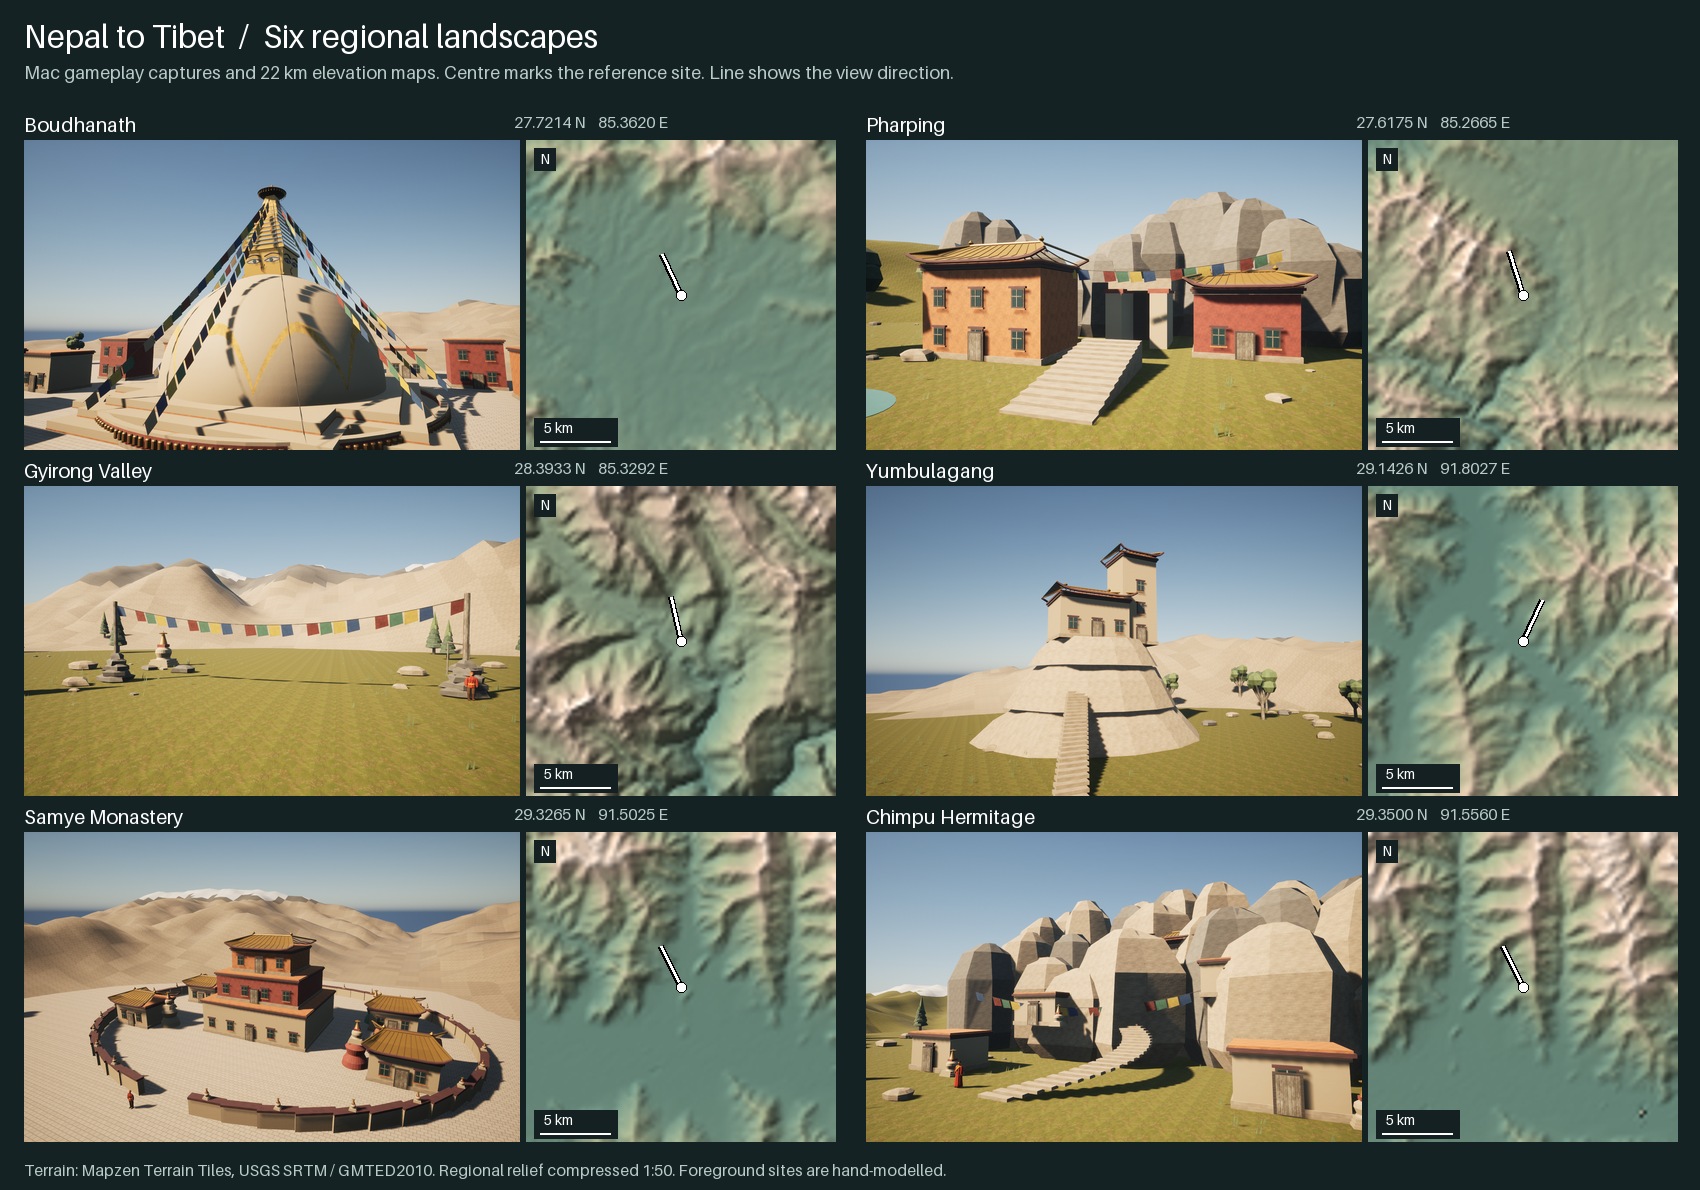 Nepal to Tibet / Six regional landscapes
Mac gameplay captures and 22 km elevation maps. Centre marks the reference site. Line shows the view direction.
Boudhanath
27.7214 N 85.3620 E
N
5 km
Pharping
27.6175 N 85.2665 E
N
5 km
Gyirong Valley
28.3933 N 85.3292 E
N
5 km
Yumbulagang
29.1426 N 91.8027 E
N
5 km
Samye Monastery
29.3265 N 91.5025 E
N
5 km
Chimpu Hermitage
29.3500 N 91.5560 E
N
5 km
Terrain: Mapzen Terrain Tiles, USGS SRTM / GMTED2010. Regional relief compressed 1:50. Foreground sites are hand-modelled.